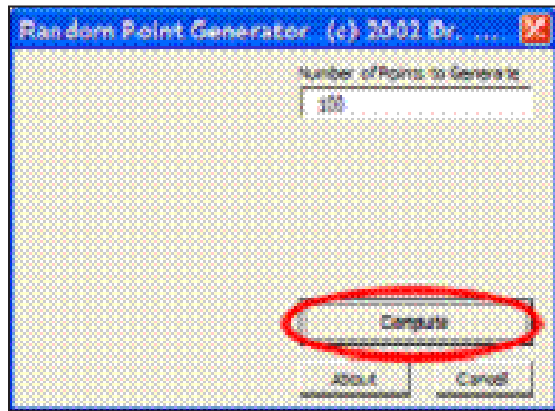 Random Point Generator (c) 2002 Dr. ...
Number of Points to Generate
100
Compute
About
Cancel